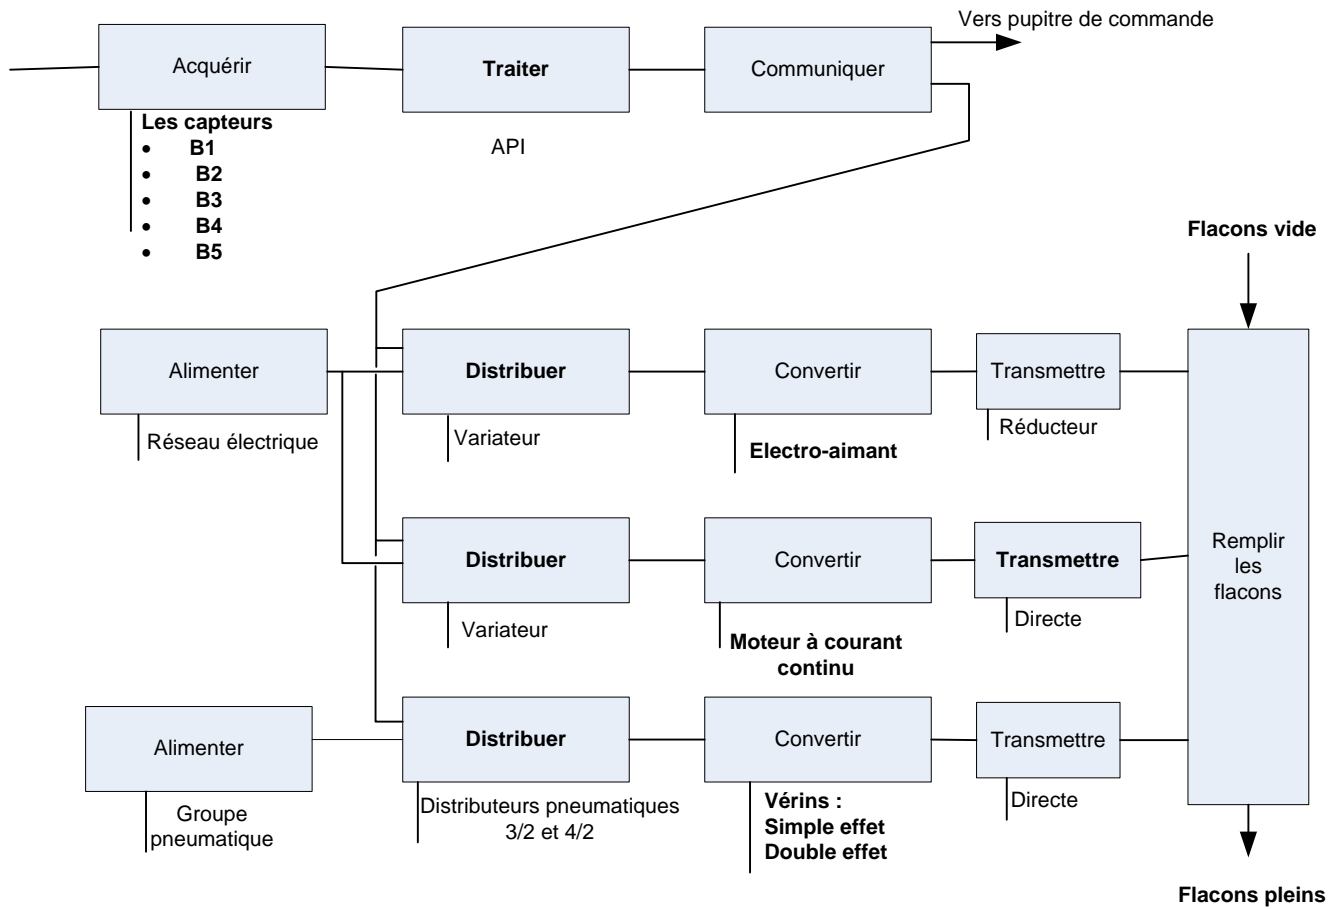 Vers pupitre de commande
Acquérir
Traiter
Communiquer
Les capteurs
• B1
• B2
• B3
• B4
• B5
API
Flacons vide
Alimenter
Distribuer
Convertir
Transmettre
Réseau électrique
Variateur
Electro-aimant
Réducteur
Distribuer
Convertir
Transmettre
Remplir
les
flacons
Variateur
Moteur à courant
continu
Directe
Alimenter
Distribuer
Convertir
Transmettre
Groupe
pneumatique
Distributeurs pneumatiques
3/2 et 4/2
Vérins :
Simple effet
Double effet
Directe
Flacons pleins